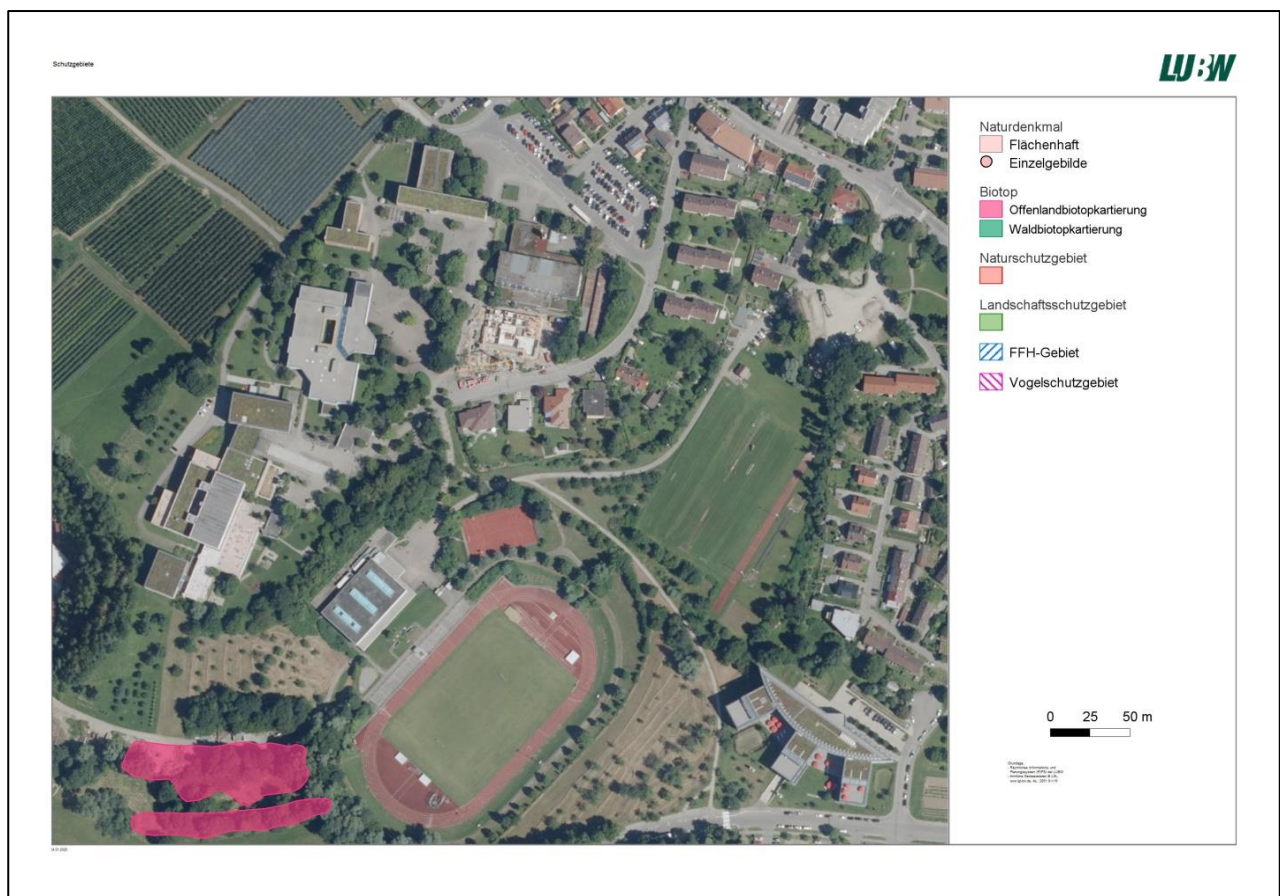 Schutzgebiete
LUBW
Naturdenkmal
Flächenhaft
Einzelgebilde
Biotop
Offenlandbiotopkartierung
Waldbiotopkartierung
Naturschutzgebiet
Landschaftsschutzgebiet
FFH-Gebiet
Vogelschutzgebiet
0 25 50 m